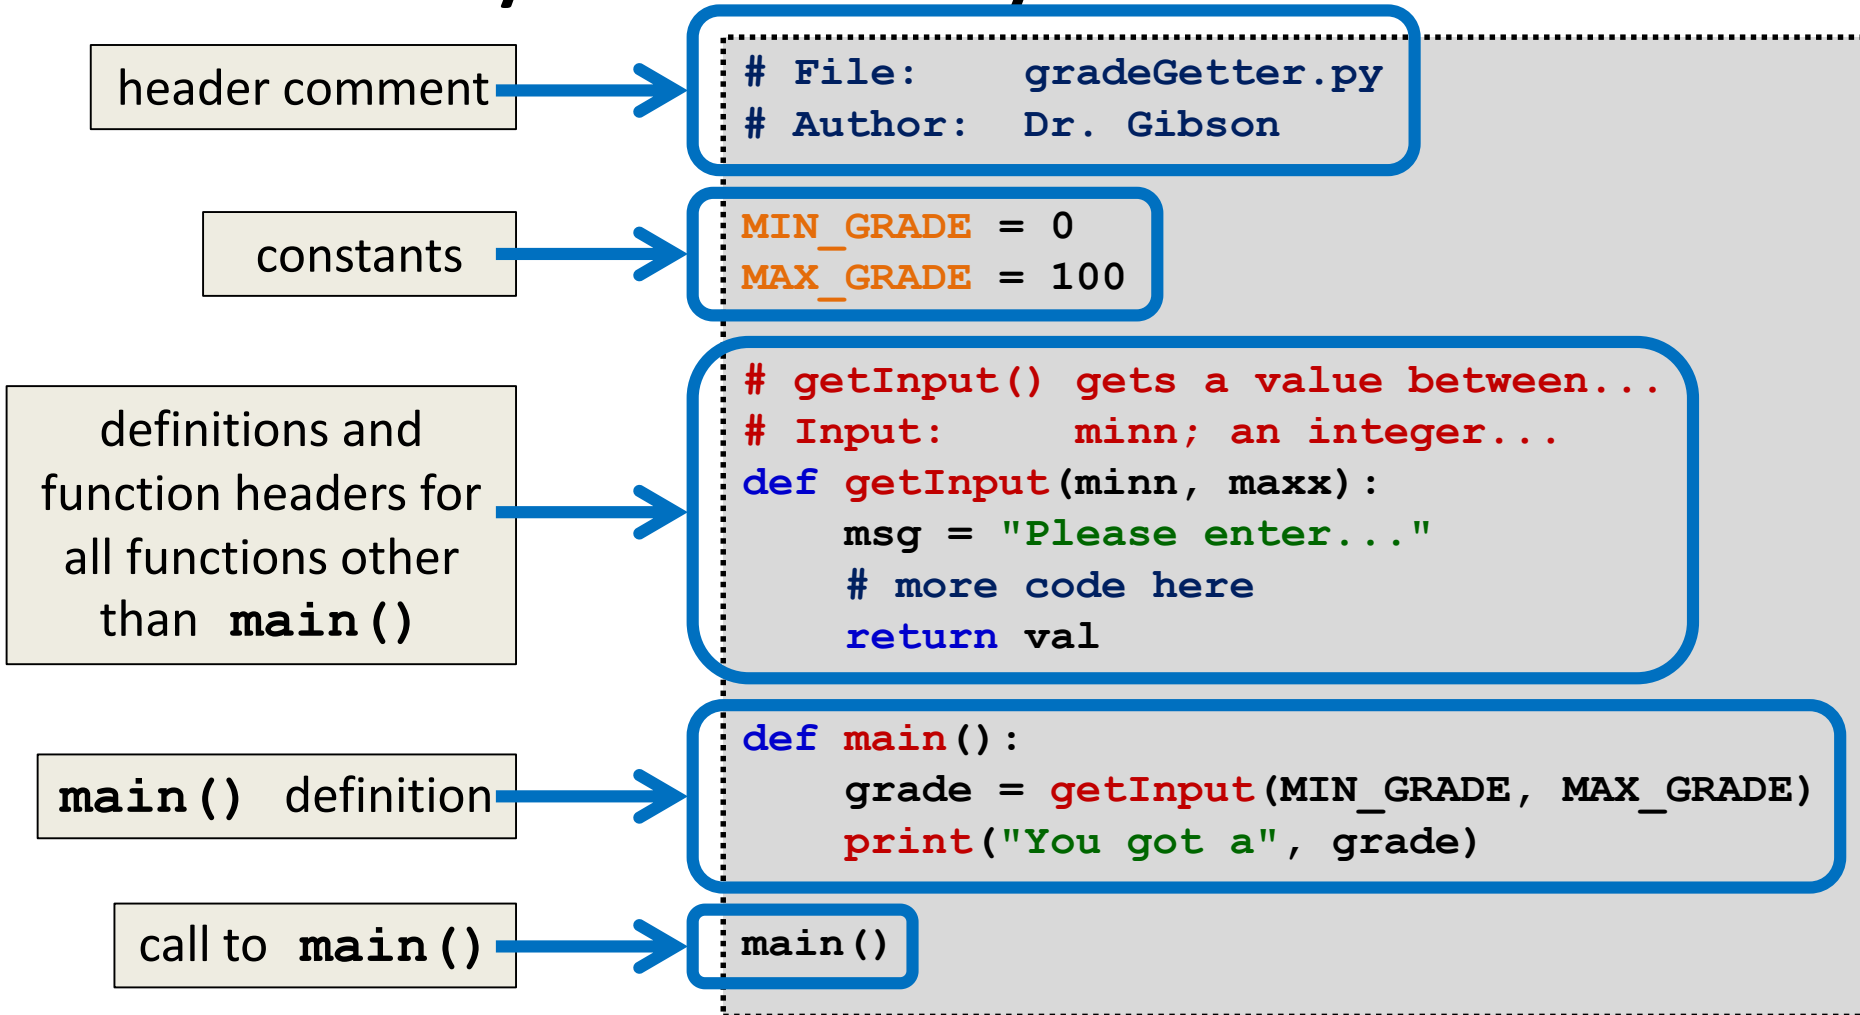 header comment
# File:    gradeGetter.py
# Author:  Dr. Gibson
constants
MIN_GRADE = 0
MAX_GRADE = 100
definitions and
function headers for
all functions other
than main()
# getInput() gets a value between...
# Input:     minn; an integer...
def getInput(minn, maxx):
    msg = "Please enter..."
    # more code here
    return val
main() definition
def main():
    grade = getInput(MIN_GRADE, MAX_GRADE)
    print("You got a", grade)
call to main()
main()